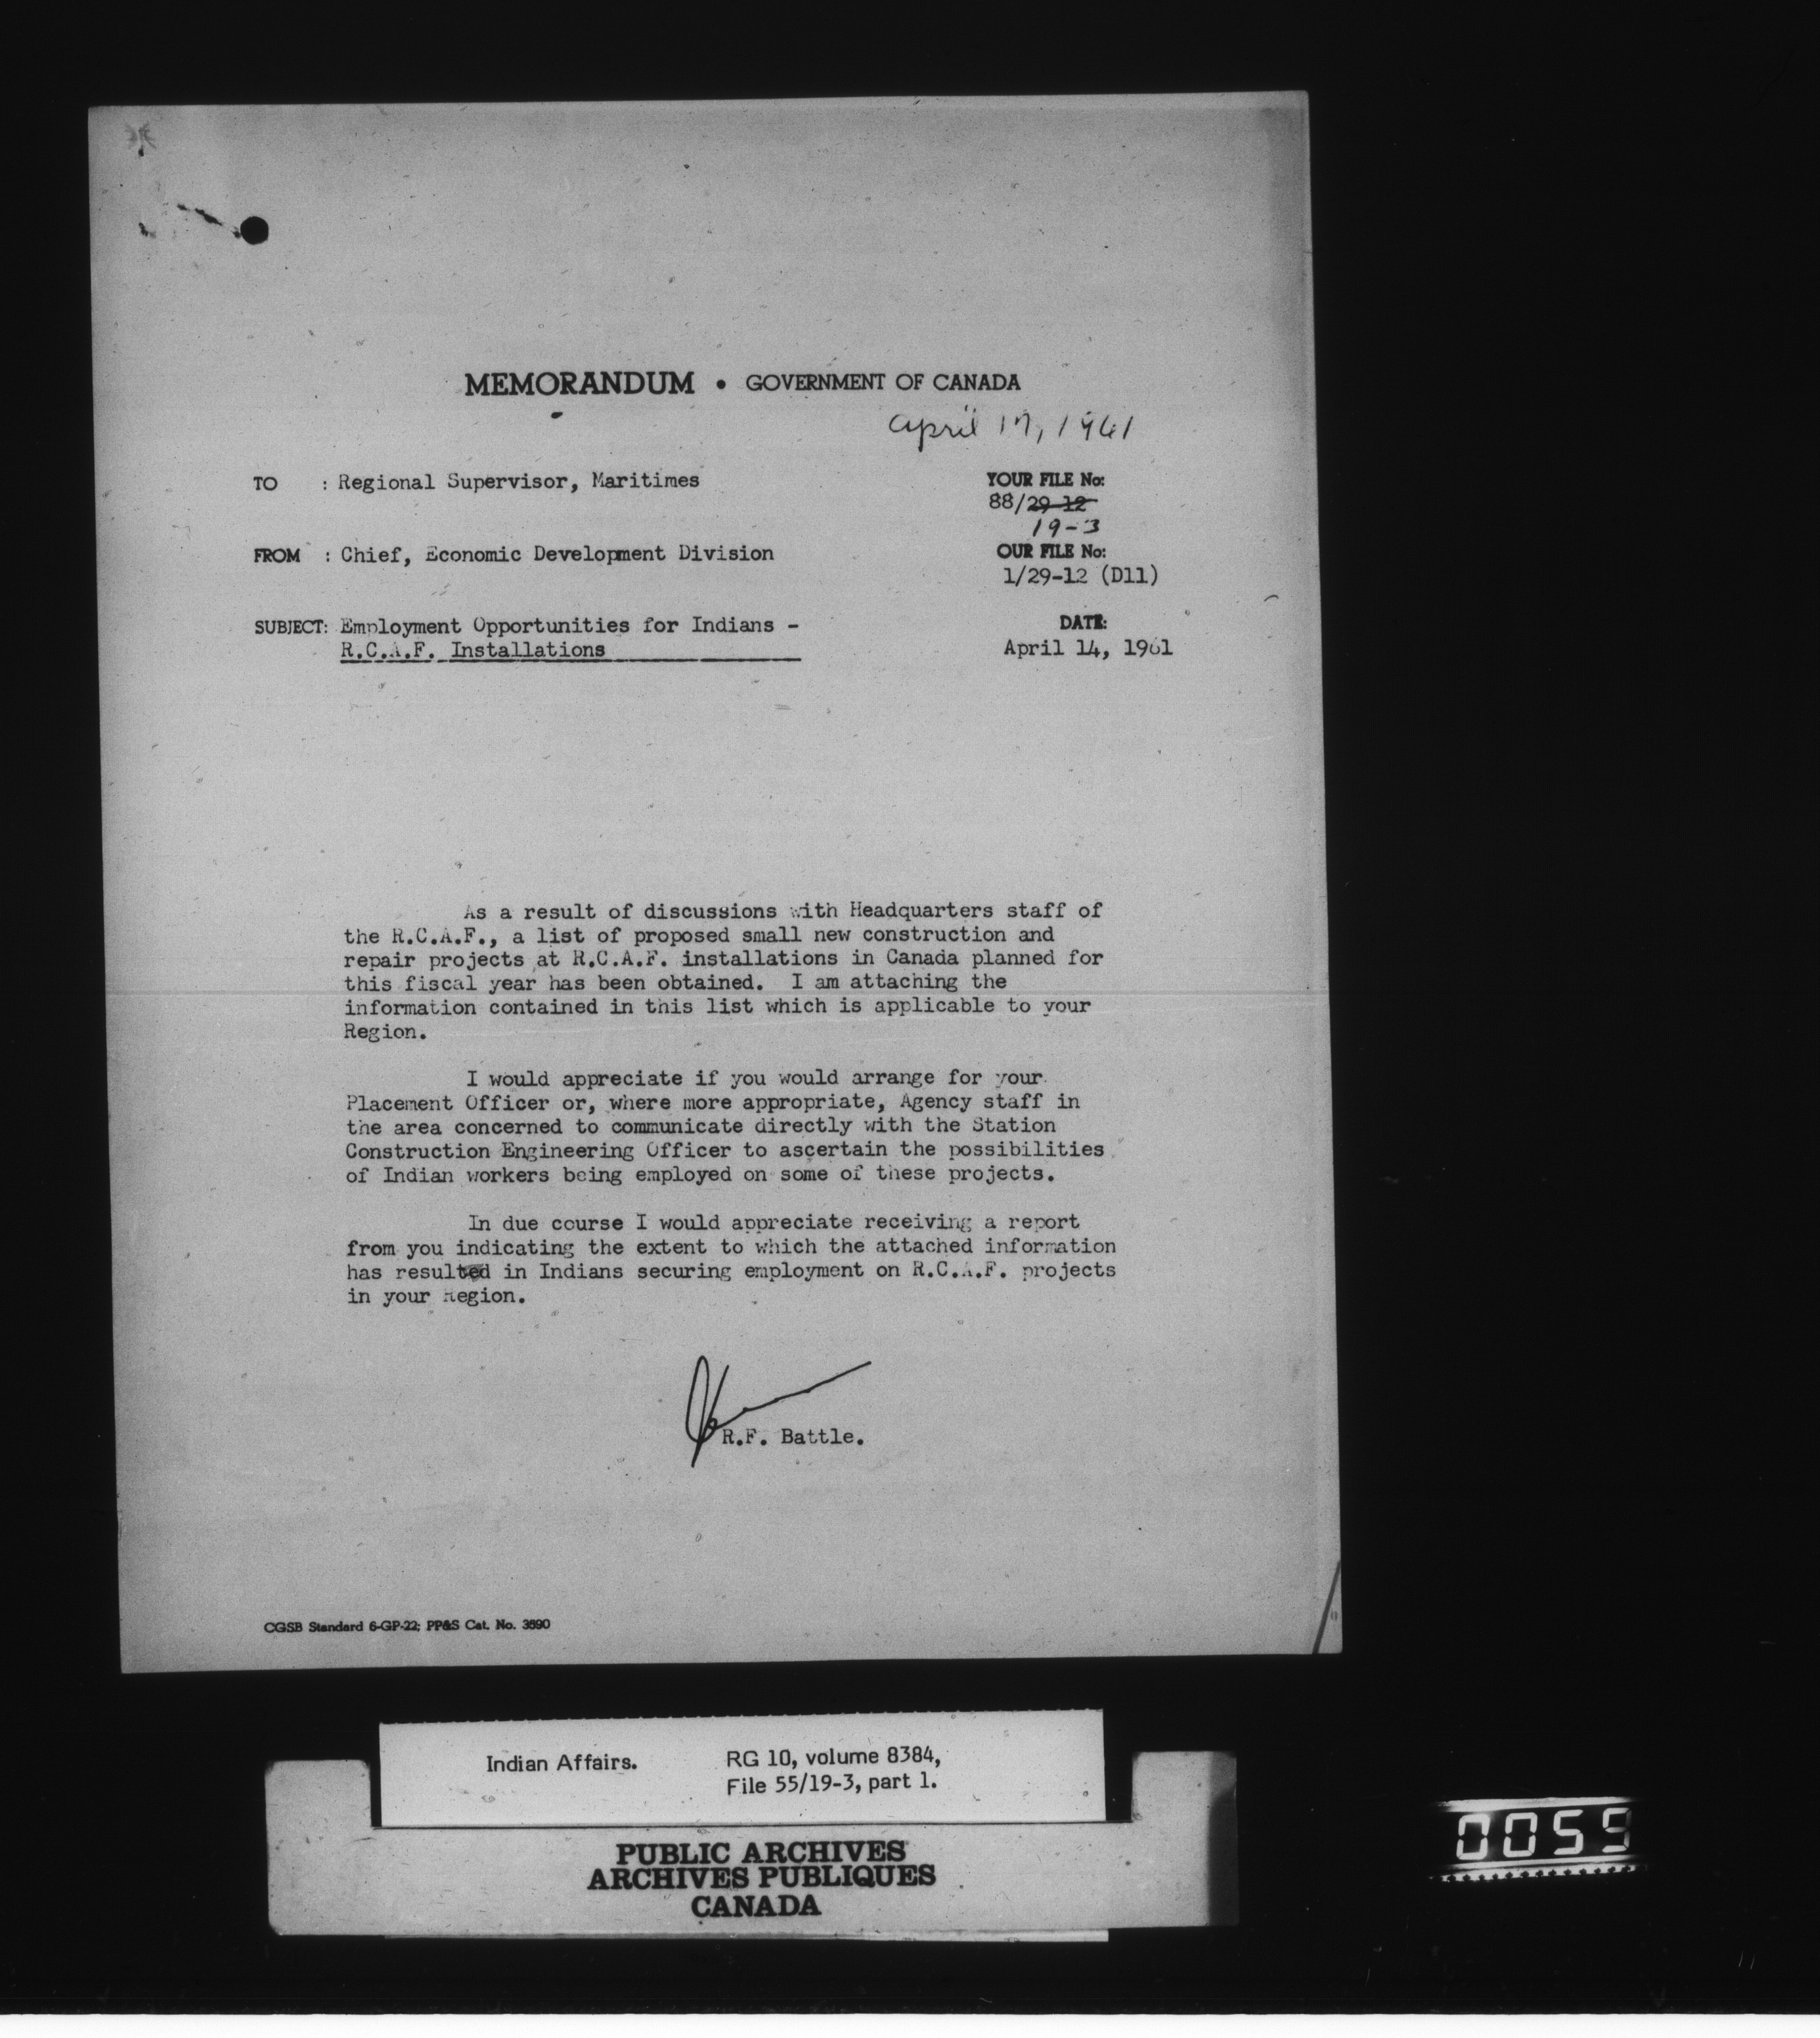 MEMORANDUM • GOVERNMENT OF CANADA
April 17, 1961
TO : Regional Supervisor, Maritimes
YOUR FILE No:
88/29-12
19-3
FROM : Chief, Economic Development Division
OUR FILE No:
1/29-12 (D11)
SUBJECT: Employment Opportunities for Indians -
R.C.A.F. Installations
DATE:
April 14, 1961
As a result of discussions with Headquarters staff of
the R.C.A.F., a list of proposed small new construction and
repair projects at R.C.A.F. installations in Canada planned for
this fiscal year has been obtained. I am attaching the
information contained in this list which is applicable to your
Region.
I would appreciate if you would arrange for your
Placement Officer or, where more appropriate, Agency staff in
the area concerned to communicate directly with the Station
Construction Engineering Officer to ascertain the possibilities
of Indian workers being employed on some of these projects.
In due course I would appreciate receiving a report
from you indicating the extent to which the attached information
has resulted in Indians securing employment on R.C.A.F. projects
in your Region.
R.F. Battle.
CGSB Standard 6-GP-22; PP&S Cat. No. 3590
Indian Affairs. RG 10, volume 8384,
File 55/19-3, part 1.
PUBLIC ARCHIVES
ARCHIVES PUBLIQUES
CANADA
0055